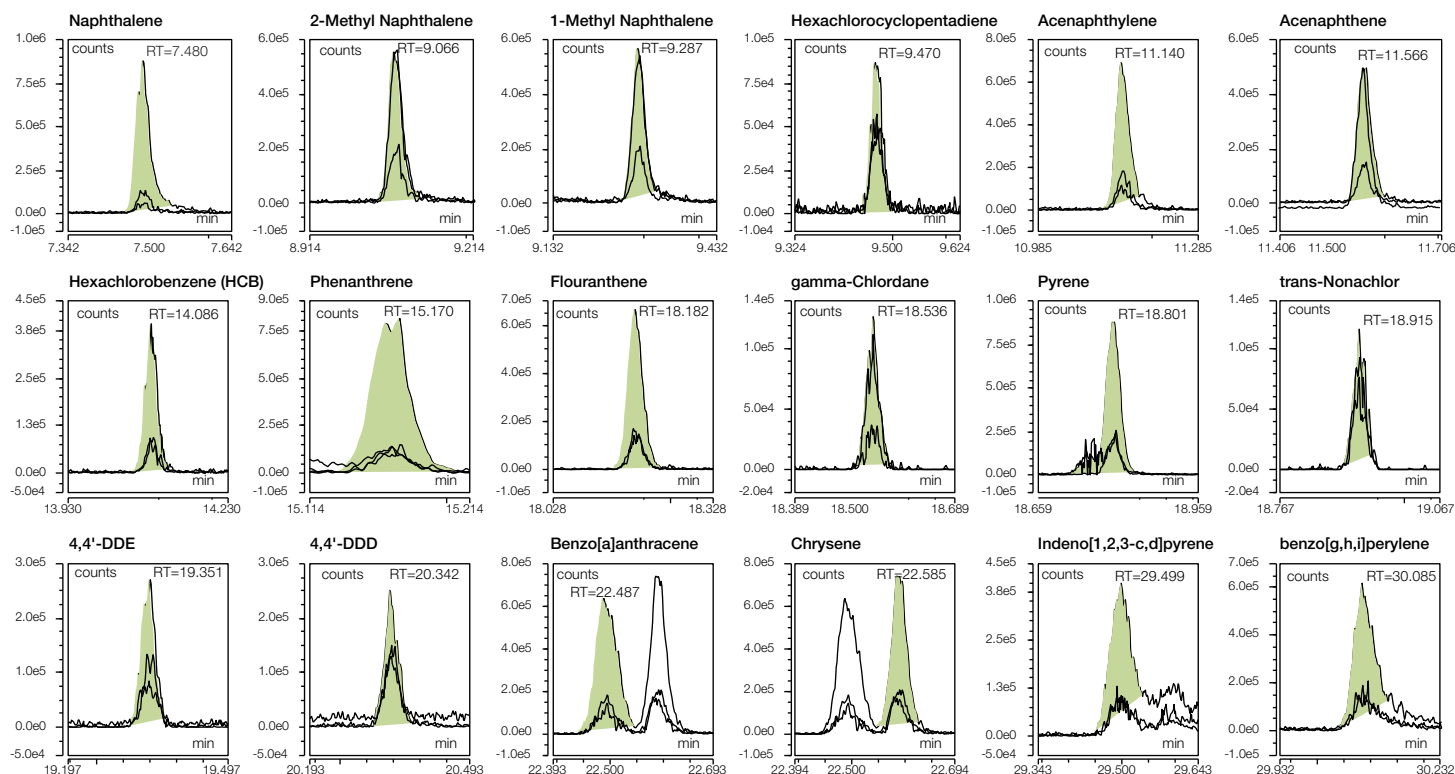 Naphthalene
counts
RT=7.480
1.0e6
7.5e5
5.0e5
2.5e5
0.0e0
-1.0e5
min
7.342 7.500 7.642
2-Methyl Naphthalene
counts
RT=9.066
6.0e5
4.0e5
2.0e5
0.0e0
-1.0e5
min
8.914 9.214
1-Methyl Naphthalene
counts
RT=9.287
6.0e5
4.0e5
2.0e5
0.0e0
-1.0e5
min
9.132 9.432
Hexachlorocyclopentadiene
counts
RT=9.470
1.0e5
7.5e4
5.0e4
2.5e4
0.0e0
-1.0e4
min
9.324 9.500 9.624
Acenaphthylene
counts
RT=11.140
8.0e5
6.0e5
4.0e5
2.0e5
0.0e0
-1.0e5
min
10.985 11.285
Acenaphthene
counts
RT=11.566
6.0e5
4.0e5
2.0e5
0.0e0
-1.0e5
min
11.406 11.500 11.706
Hexachlorobenzene (HCB)
counts
RT=14.086
4.5e5
3.8e5
2.5e5
1.3e5
0.0e0
-5.0e4
min
13.930 14.230
Phenanthrene
counts
RT=15.170
9.0e5
7.5e5
5.0e5
2.5e5
0.0e0
-1.0e5
min
15.114 15.214
Flouranthene
counts
RT=18.182
7.0e5
6.0e5
4.0e5
2.0e5
0.0e0
-1.0e5
min
18.028 18.328
gamma-Chlordane
counts
RT=18.536
1.4e5
1.0e5
5.0e4
0.0e0
-2.0e4
min
18.389 18.500 18.689
Pyrene
counts
RT=18.801
1.0e6
7.5e5
5.0e5
2.5e5
0.0e0
-1.0e5
min
18.659 18.959
trans-Nonachlor
counts
RT=18.915
1.4e5
1.0e5
5.0e4
0.0e0
-2.0e4
min
18.767 19.067
4,4'-DDE
counts
RT=19.351
3.0e5
2.0e5
1.0e5
0.0e0
-5.0e4
min
19.197 19.497
4,4'-DDD
counts
RT=20.342
3.0e5
2.0e5
1.0e5
0.0e0
-5.0e4
min
20.193 20.493
Benzo[a]anthracene
counts
RT=22.487
8.0e5
6.0e5
4.0e5
2.0e5
0.0e0
-1.0e5
min
22.393 22.500 22.693
Chrysene
counts
RT=22.585
8.0e5
6.0e5
4.0e5
2.0e5
0.0e0
-1.0e5
min
22.394 22.500 22.694
Indeno[1,2,3-c,d]pyrene
counts
RT=29.499
4.5e5
3.8e5
2.5e5
1.3e5
0.0e0
-5.0e4
min
29.343 29.500 29.643
benzo[g,h,i]perylene
counts
RT=30.085
7.0e5
6.0e5
4.0e5
2.0e5
0.0e0
-1.0e5
min
29.932 30.232